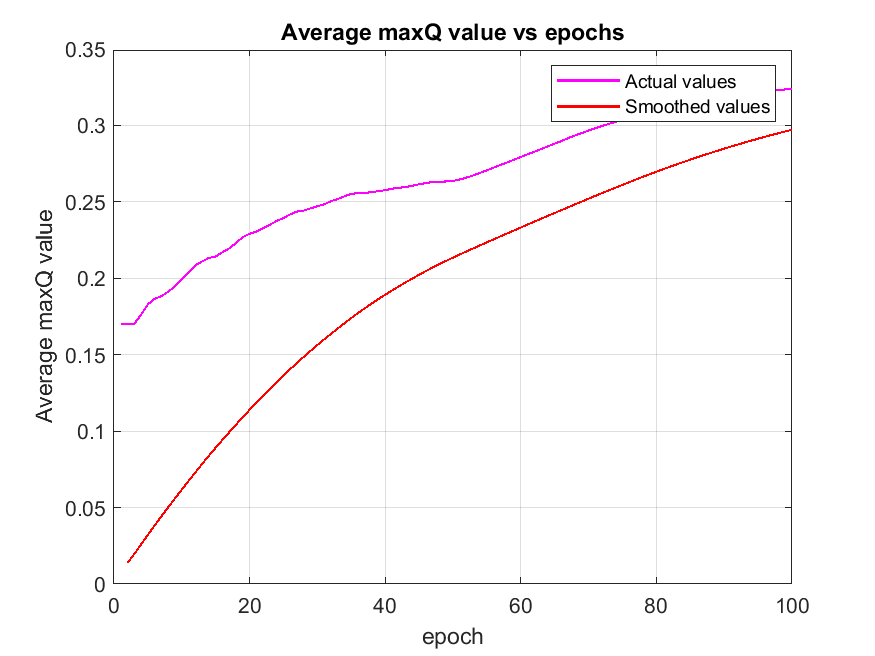 Average maxQ value vs epochs
Actual values
Smoothed values
Average maxQ value
0.35
0.3
0.25
0.2
0.15
0.1
0.05
0
0 20 40 60 80 100
epoch